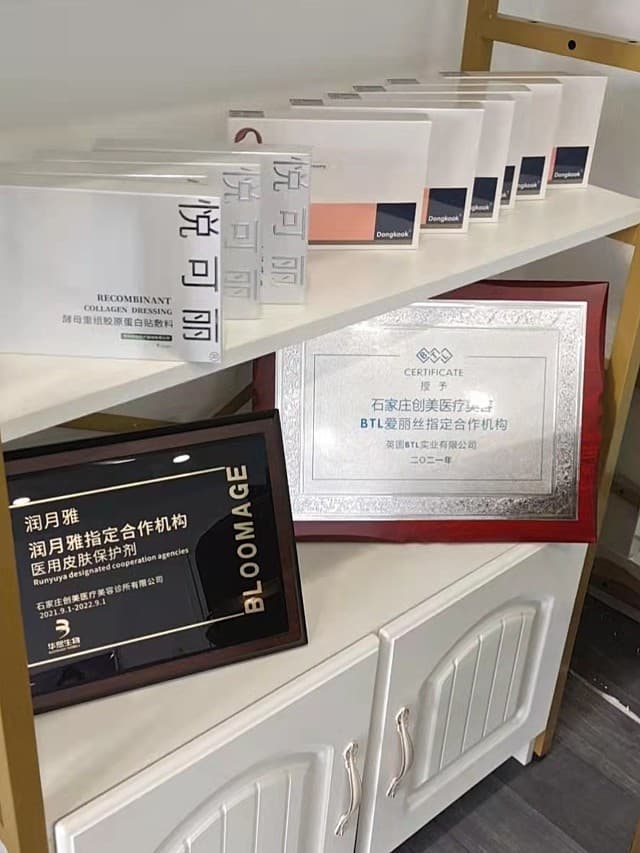 悦可丽
悦可丽
悦可丽
RECOMBINANT
COLLAGEN DRESSING
酵母重组胶原蛋白贴敷料
Dongkook
Dongkook
Dongkook
Dongkook
CERTIFICATE
授予
石家庄创美医疗美容
BTL爱丽丝指定合作机构
英国BTL实业有限公司
二〇二一年
润月雅
润月雅指定合作机构
医用皮肤保护剂
Runyuya designated cooperation agencies
石家庄创美医疗美容诊所有限公司
2021.9.1-2022.9.1
华熙生物
BLOOMAGE